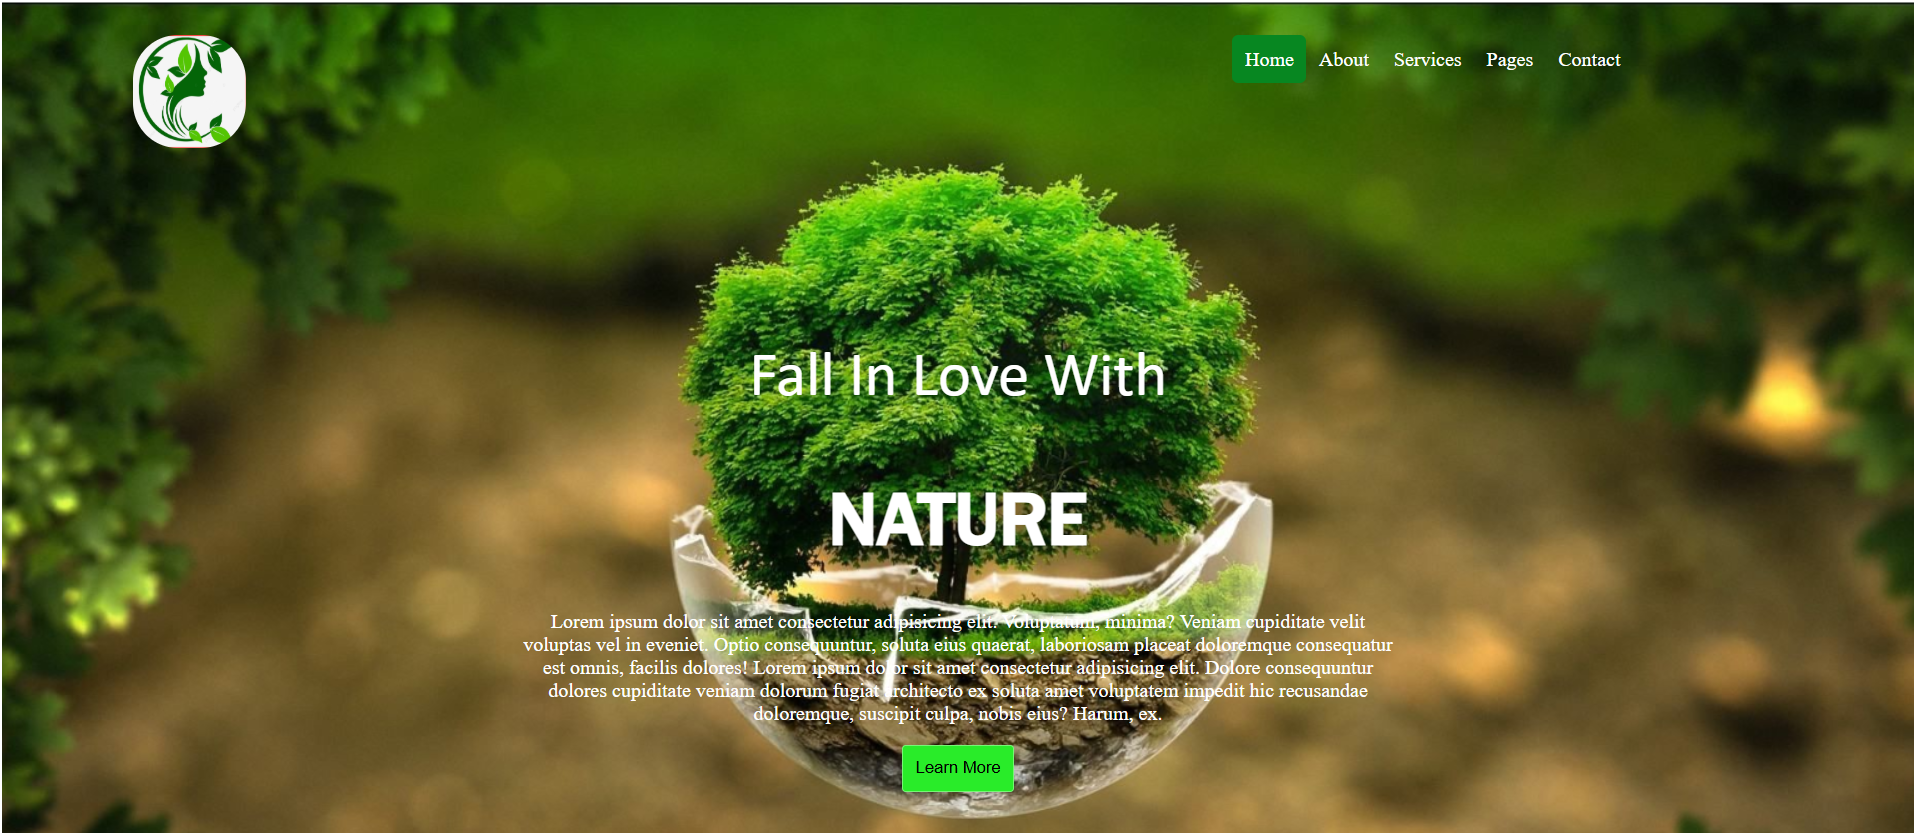 Home About Services Pages Contact
Fall In Love With
NATURE
Lorem ipsum dolor sit amet consectetur adipisicing elit. Voluptatum, minima? Veniam cupiditate velit
voluptas vel in eveniet. Optio consequuntur, soluta eius quaerat, laboriosam placeat doloremque consequatur
est omnis, facilis dolores! Lorem ipsum dolor sit amet consectetur adipisicing elit. Dolore consequuntur
dolores cupiditate veniam dolorum fugiat architecto ex soluta amet voluptatem impedit hic recusandae
doloremque, suscipit culpa, nobis eius? Harum, ex.
Learn More